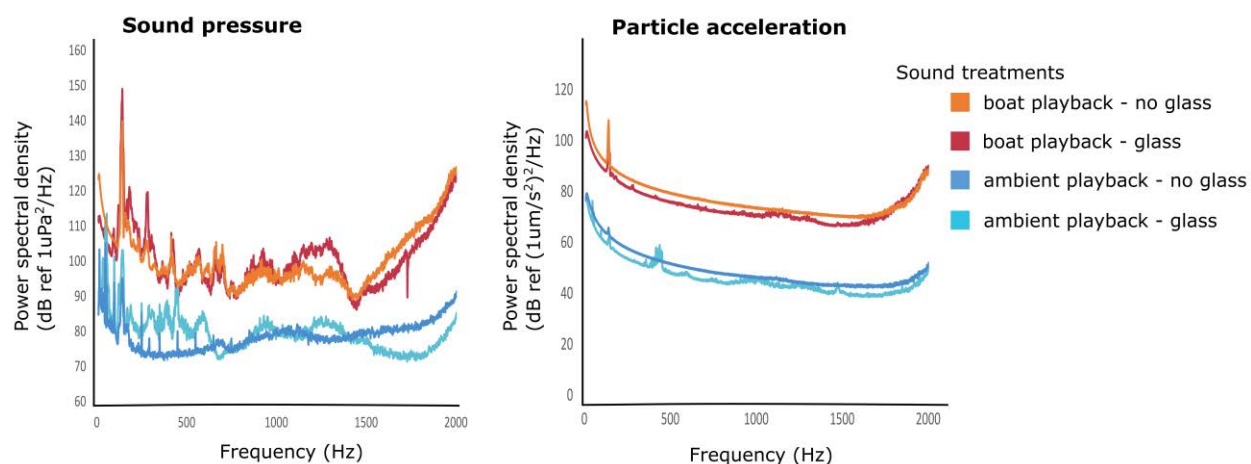 Sound pressure
Power spectral density
(dB ref 1uPa²/Hz)
160
150
140
130
120
110
100
90
80
70
60
0
500
1000
1500
2000
Frequency (Hz)
Particle acceleration
Power spectral density
(dB ref (1um/s²)²/Hz)
120
100
80
60
40
20
0
0
500
1000
1500
2000
Frequency (Hz)
Sound treatments
boat playback - no glass
boat playback - glass
ambient playback - no glass
ambient playback - glass